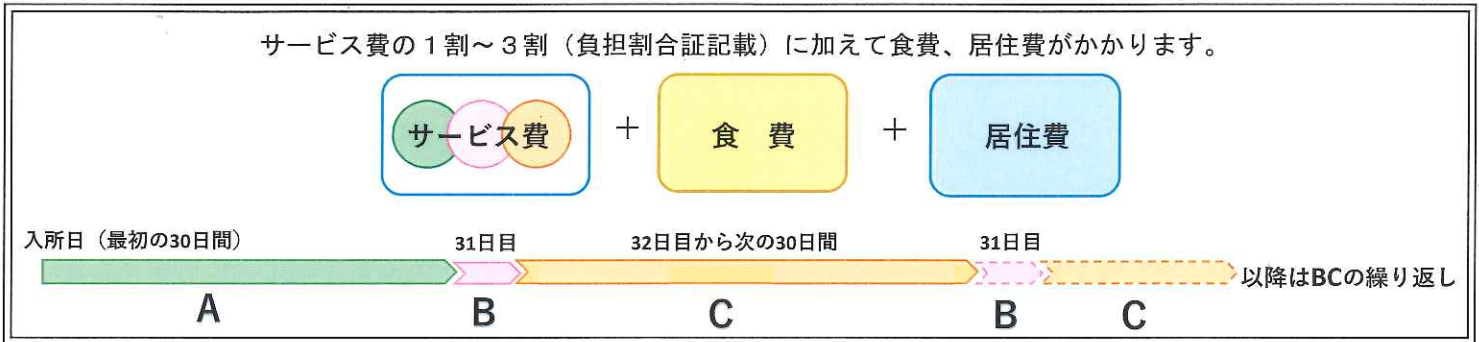 サービス費の１割～３割（負担割合証記載）に加えて食費、居住費がかかります。
サービス費 + 食 費 + 居住費
入所日（最初の30日間） 31日目 32日目から次の30日間 31日目
以降はBCの繰り返し
A B C B C